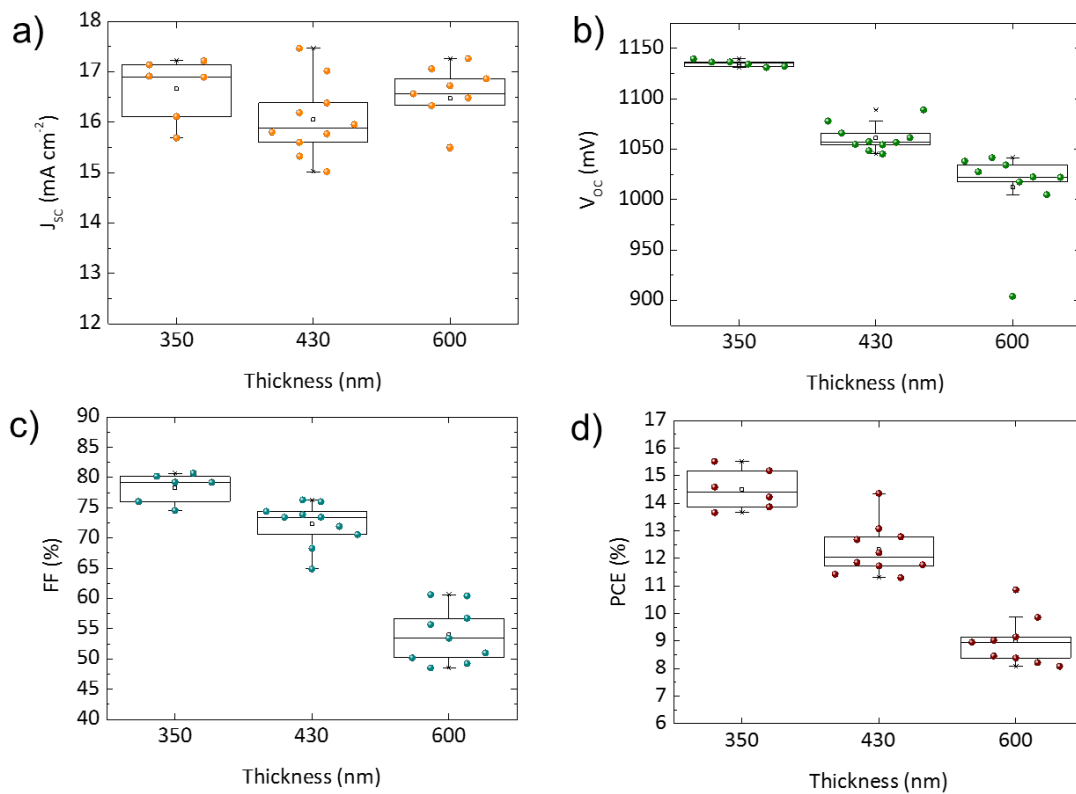 a)
18
17
16
15
14
13
12
J_SC (mA cm^-2)
350 430 600
Thickness (nm)
b)
1150
1100
1050
1000
950
900
V_OC (mV)
350 430 600
Thickness (nm)
c)
90
85
80
75
70
65
60
55
50
45
40
FF (%)
350 430 600
Thickness (nm)
d)
17
16
15
14
13
12
11
10
9
8
7
6
PCE (%)
350 430 600
Thickness (nm)